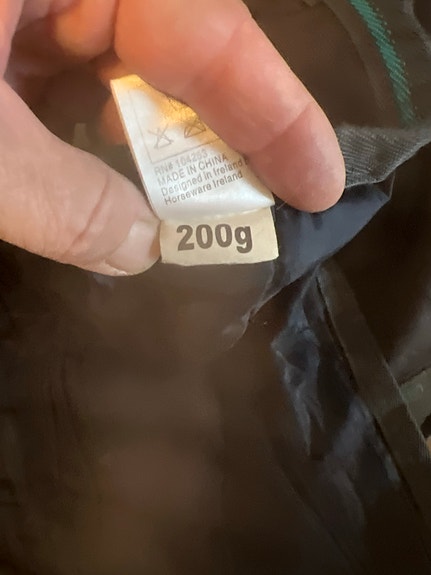 RN# 104253
MADE IN CHINA
Designed in Ireland
Horseware Ireland
200g